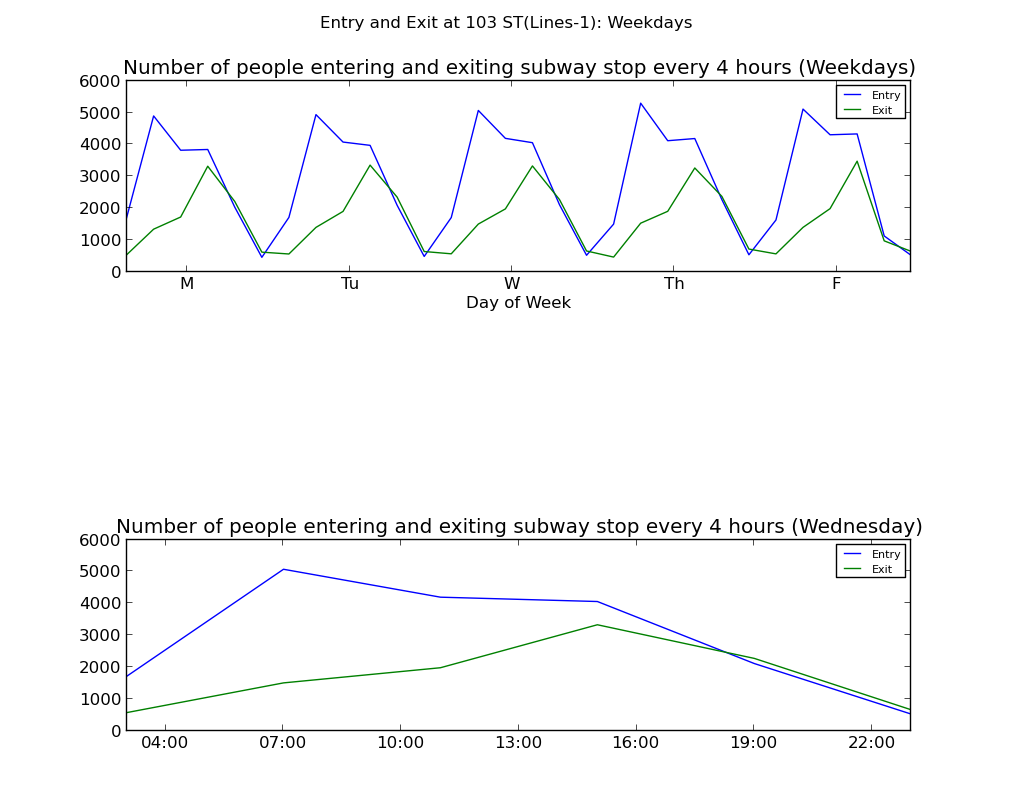 Entry and Exit at 103 ST(Lines-1): Weekdays
Number of people entering and exiting subway stop every 4 hours (Weekdays)
6000
5000
4000
3000
2000
1000
0
Entry
Exit
M Tu W Th F
Day of Week
Number of people entering and exiting subway stop every 4 hours (Wednesday)
6000
5000
4000
3000
2000
1000
0
Entry
Exit
04:00 07:00 10:00 13:00 16:00 19:00 22:00